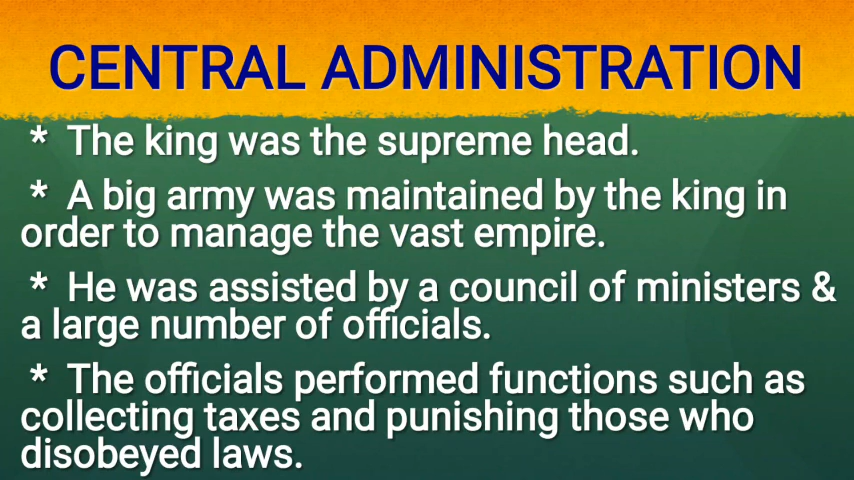 CENTRAL ADMINISTRATION
* The king was the supreme head.
* A big army was maintained by the king in
order to manage the vast empire.
* He was assisted by a council of ministers &
a large number of officials.
* The officials performed functions such as
collecting taxes and punishing those who
disobeyed laws.